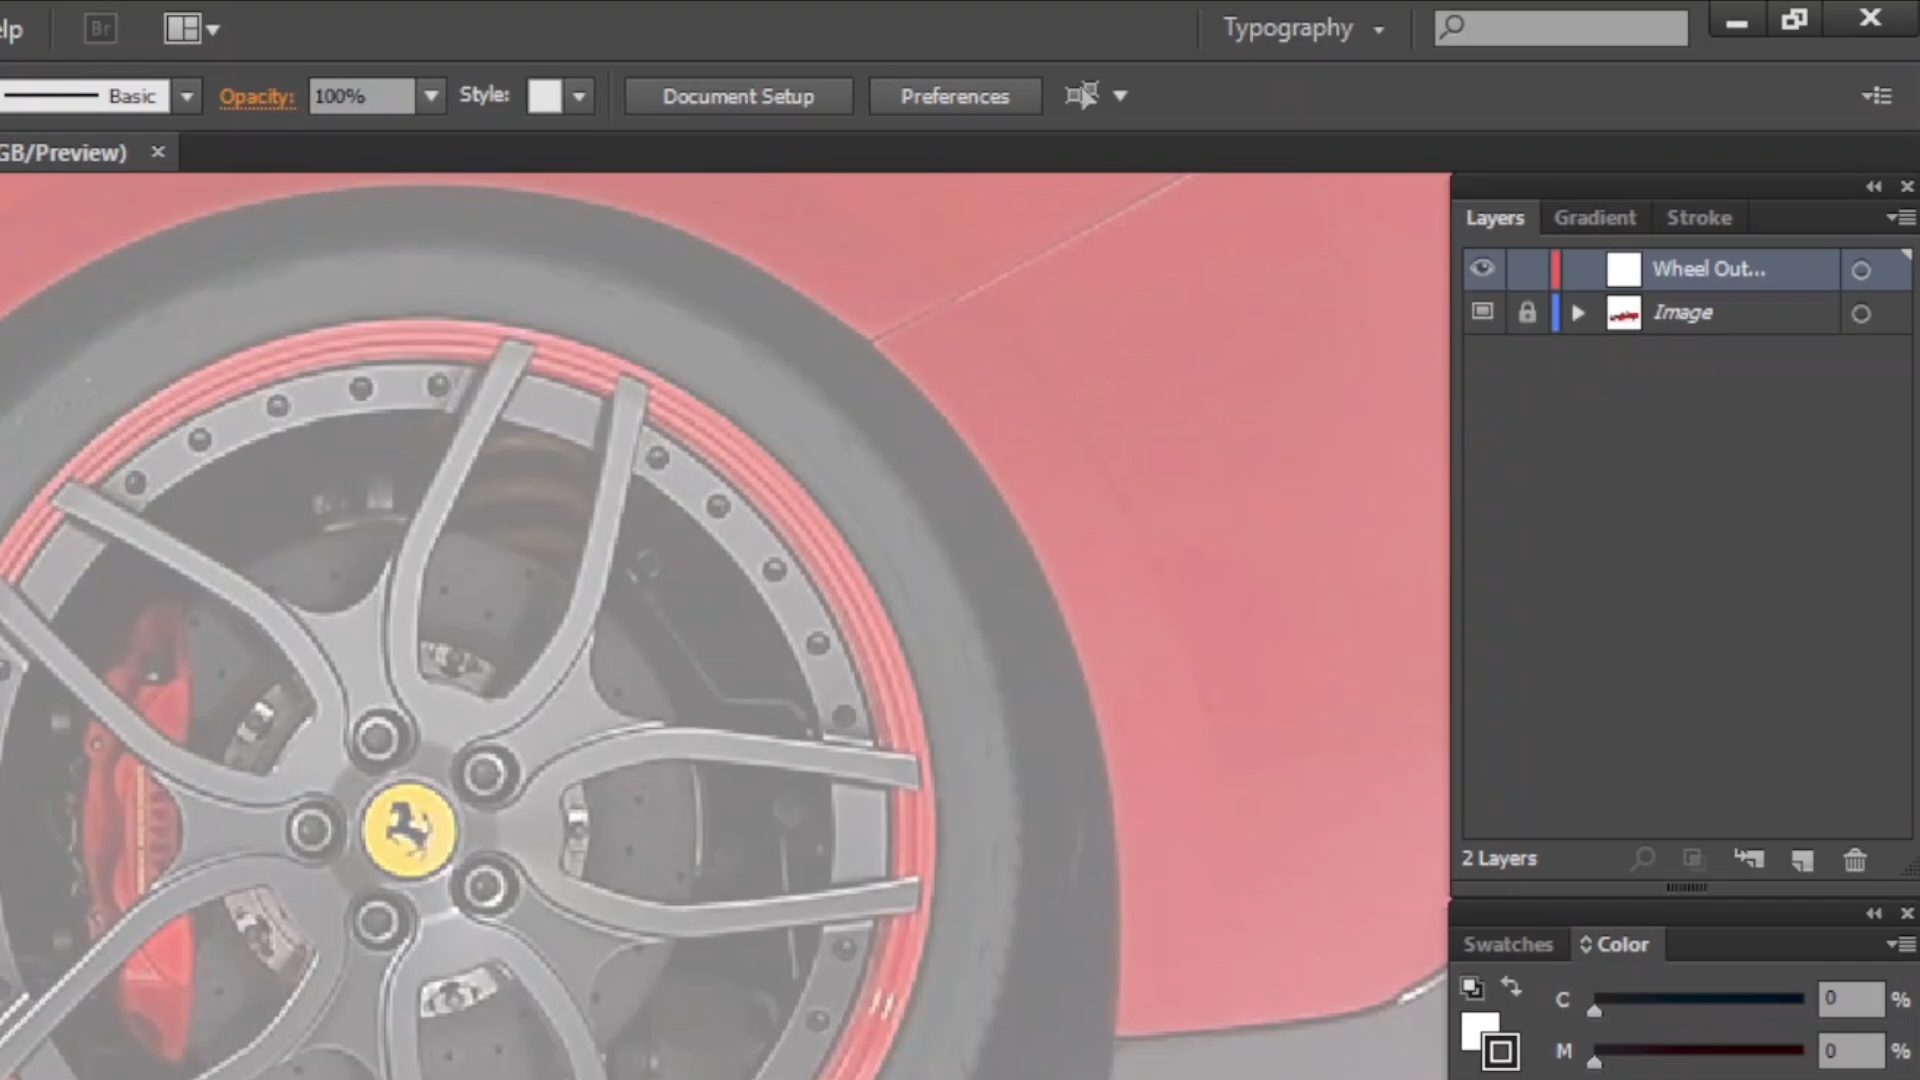 elp Br Typography
Basic Opacity: 100% Style: Document Setup Preferences
GB/Preview)
Layers Gradient Stroke
Wheel Out...
Image
2 Layers
Swatches Color
C 0 %
M 0 %